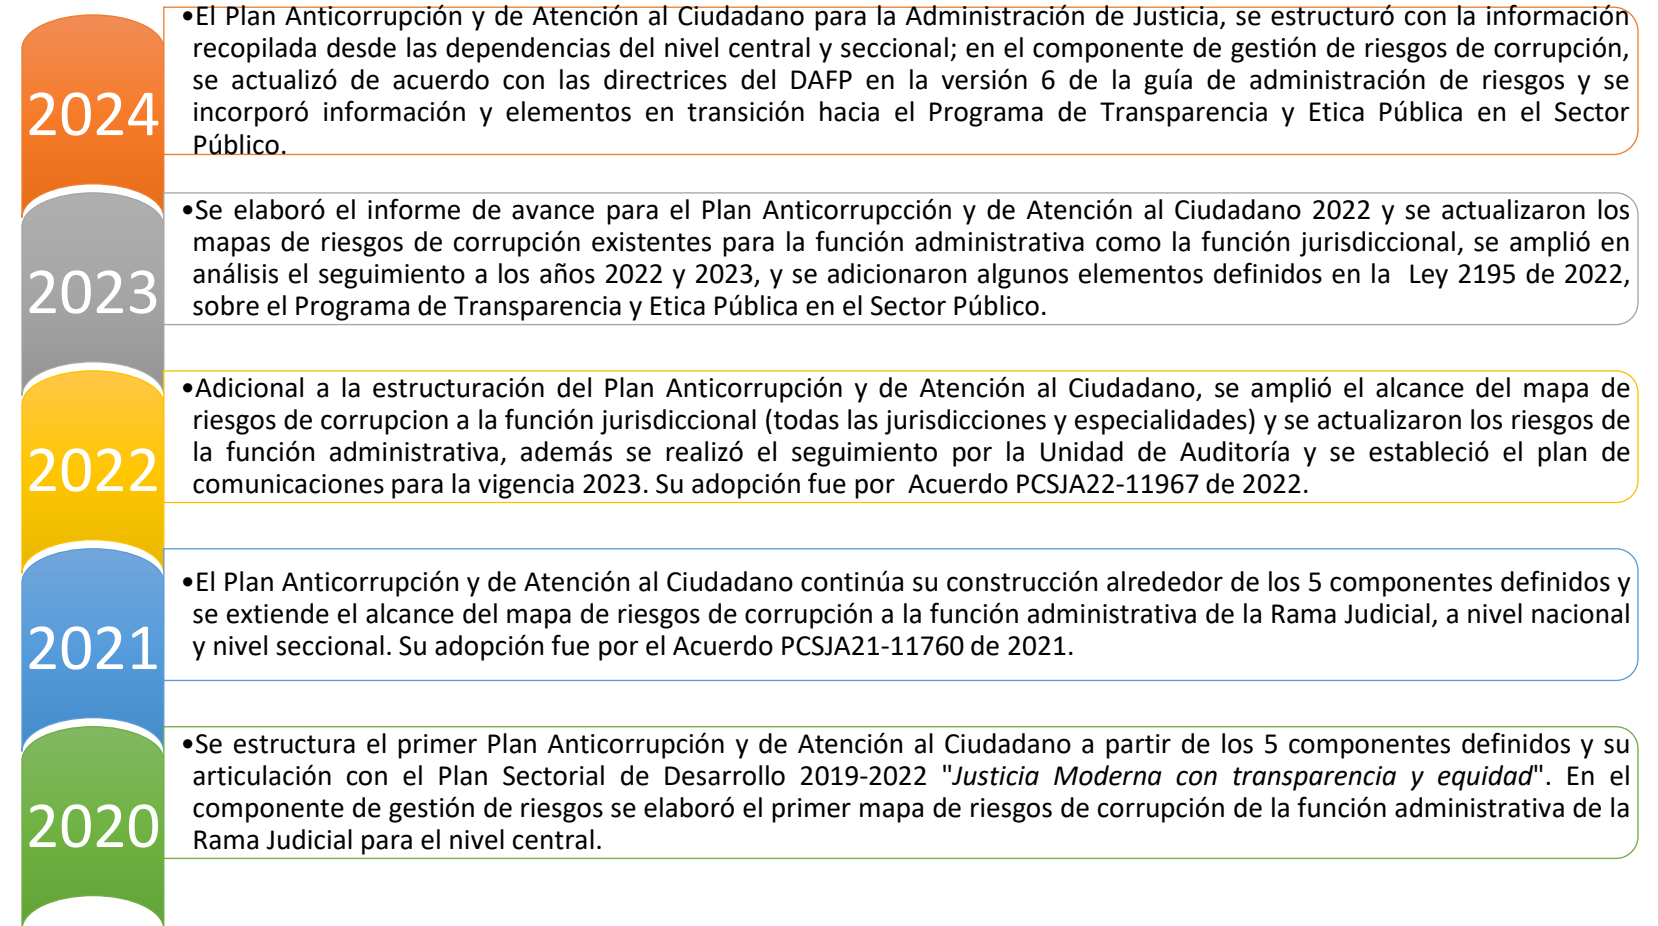 2024
•El Plan Anticorrupción y de Atención al Ciudadano para la Administración de Justicia, se estructuró con la información
recopilada desde las dependencias del nivel central y seccional; en el componente de gestión de riesgos de corrupción,
se actualizó de acuerdo con las directrices del DAFP en la versión 6 de la guía de administración de riesgos y se
incorporó información y elementos en transición hacia el Programa de Transparencia y Etica Pública en el Sector
Público.
2023
•Se elaboró el informe de avance para el Plan Anticorrupcción y de Atención al Ciudadano 2022 y se actualizaron los
mapas de riesgos de corrupción existentes para la función administrativa como la función jurisdiccional, se amplió en
análisis el seguimiento a los años 2022 y 2023, y se adicionaron algunos elementos definidos en la  Ley 2195 de 2022,
sobre el Programa de Transparencia y Etica Pública en el Sector Público.
2022
•Adicional a la estructuración del Plan Anticorrupción y de Atención al Ciudadano, se amplió el alcance del mapa de
riesgos de corrupcion a la función jurisdiccional (todas las jurisdicciones y especialidades) y se actualizaron los riesgos de
la función administrativa, además se realizó el seguimiento por la Unidad de Auditoría y se estableció el plan de
comunicaciones para la vigencia 2023. Su adopción fue por  Acuerdo PCSJA22-11967 de 2022.
2021
•El Plan Anticorrupción y de Atención al Ciudadano continúa su construcción alrededor de los 5 componentes definidos y
se extiende el alcance del mapa de riesgos de corrupción a la función administrativa de la Rama Judicial, a nivel nacional
y nivel seccional. Su adopción fue por el Acuerdo PCSJA21-11760 de 2021.
2020
•Se estructura el primer Plan Anticorrupción y de Atención al Ciudadano a partir de los 5 componentes definidos y su
articulación con el Plan Sectorial de Desarrollo 2019-2022 "Justicia Moderna con transparencia y equidad". En el
componente de gestión de riesgos se elaboró el primer mapa de riesgos de corrupción de la función administrativa de la
Rama Judicial para el nivel central.